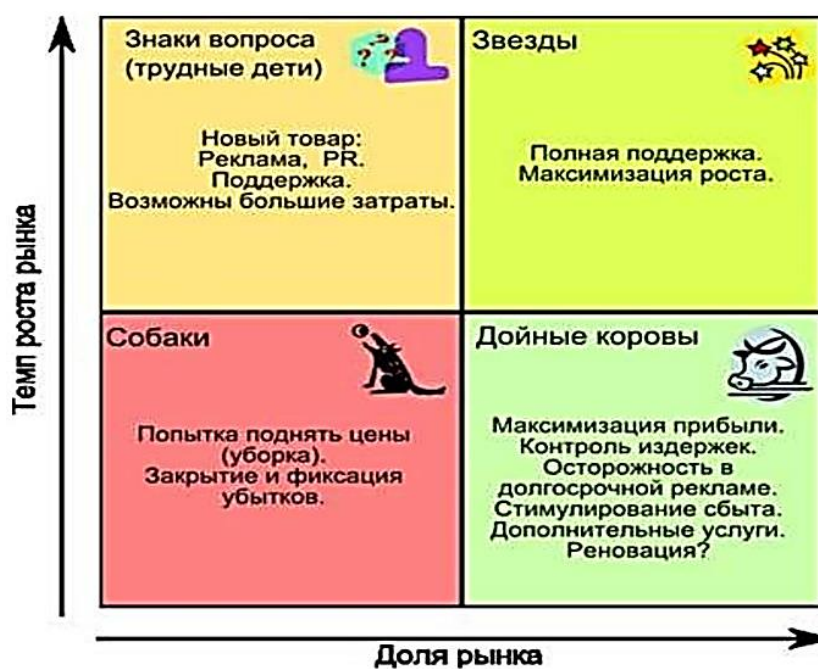 Знаки вопроса
(трудные дети)
Новый товар:
Реклама, PR.
Поддержка.
Возможны большие затраты.
Звезды
Полная поддержка.
Максимизация роста.
Собаки
Попытка поднять цены
(уборка).
Закрытие и фиксация
убытков.
Дойные коровы
Максимизация прибыли.
Контроль издержек.
Осторожность в
долгосрочной рекламе.
Стимулирование сбыта.
Дополнительные услуги.
Реновация?
Темп роста рынка
Доля рынка